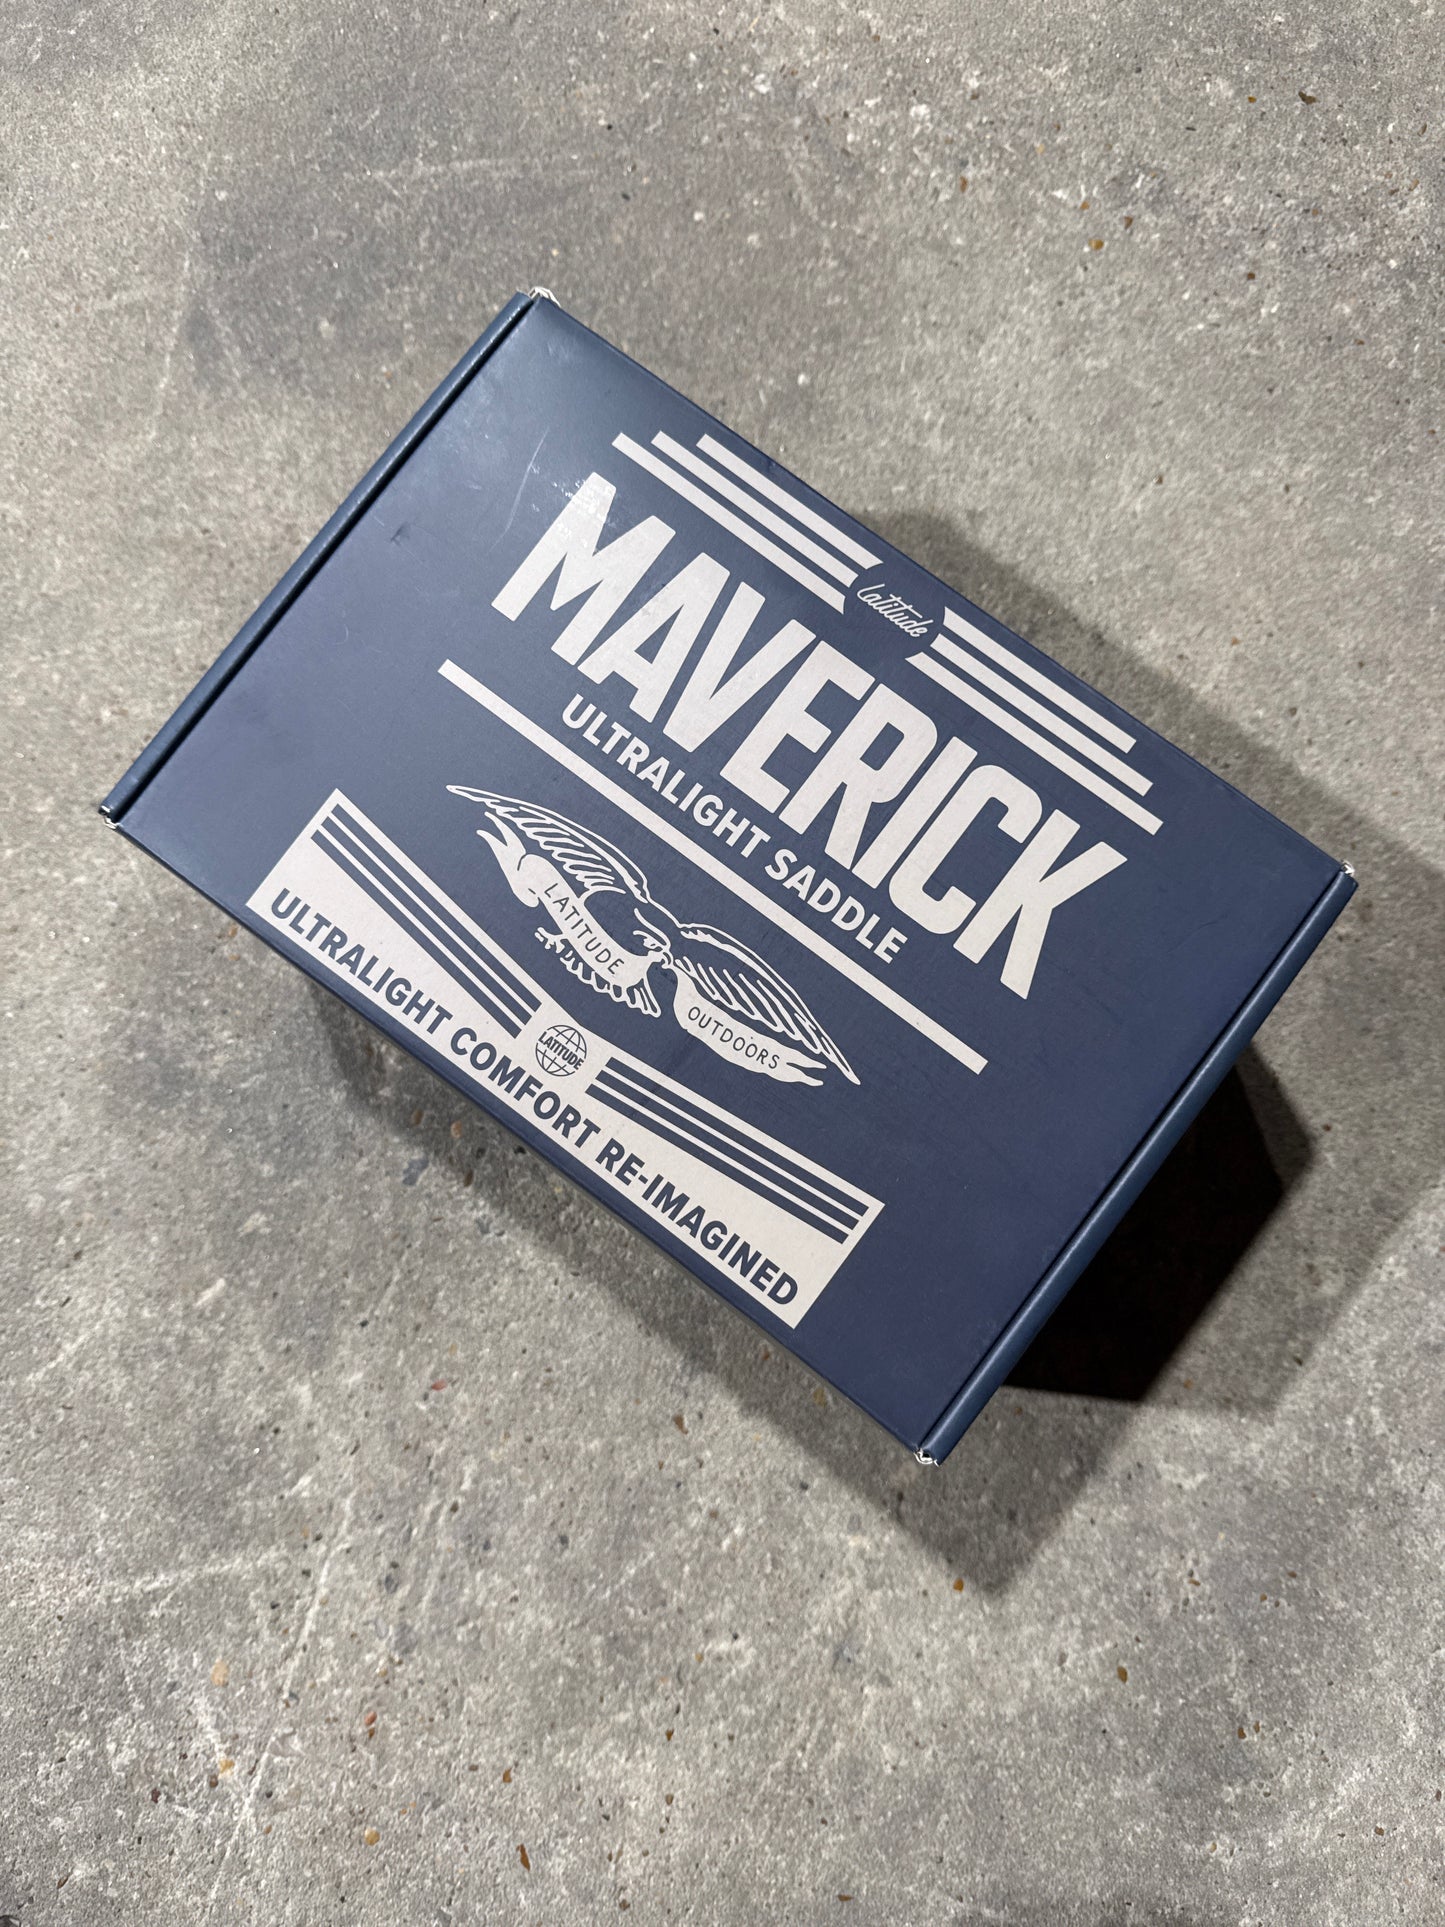 Latitude
MAVERICK
ULTRALIGHT SADDLE
LATITUDE
OUTDOORS
LATITUDE
ULTRALIGHT COMFORT RE-IMAGINED